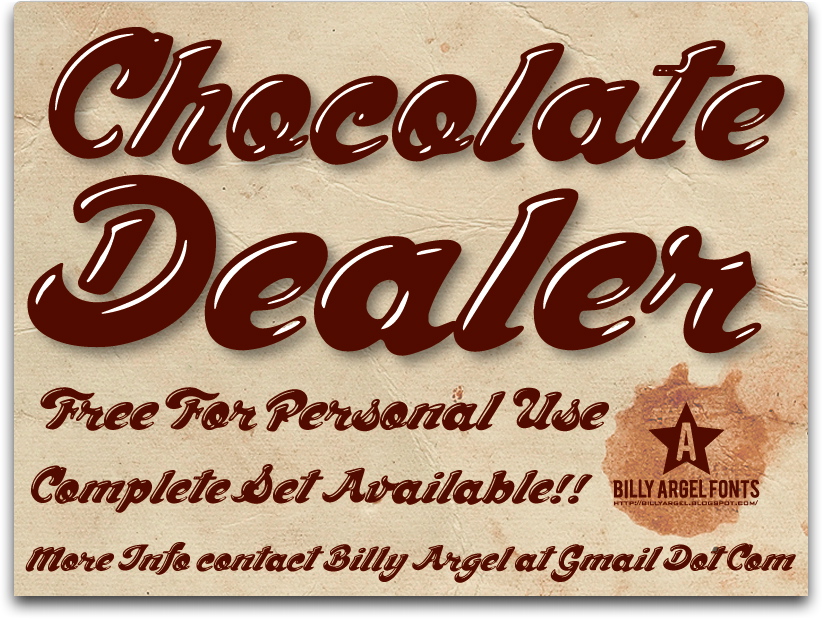 Chocolate
Dealer
Free For Personal Use
Complete Set Available!!
A
BILLY ARGEL FONTS
HTTP://BILLYARGEL.BLOGSPOT.COM/
More Info contact Billy Argel at Gmail Dot Com